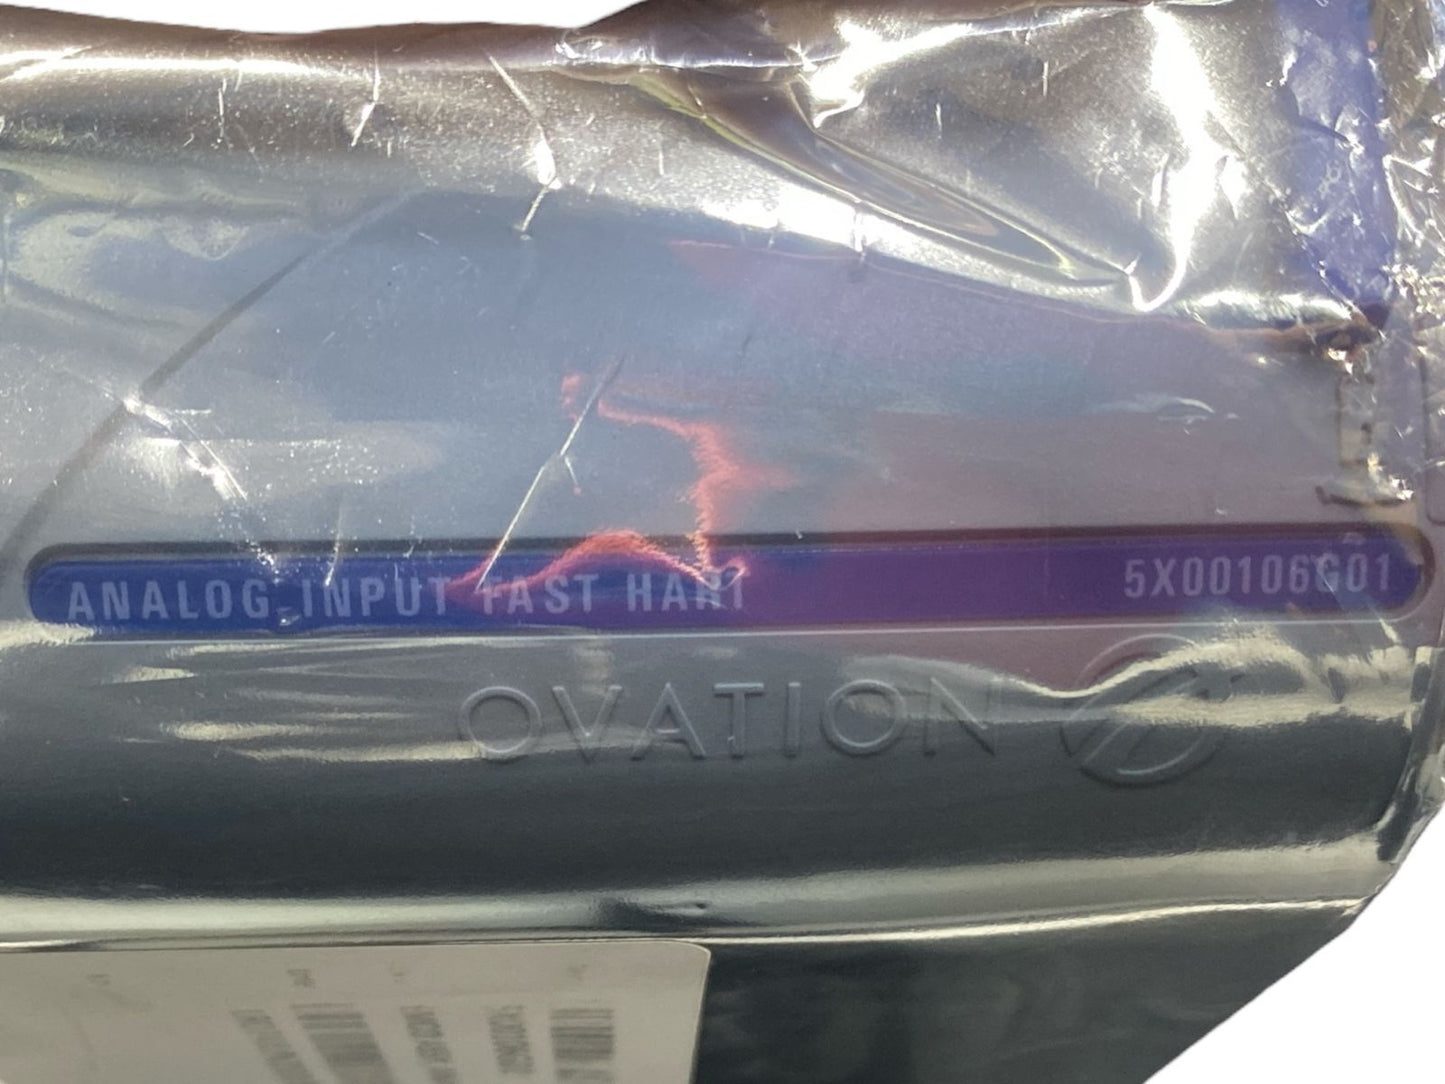 ANALOG INPUT FAST HART
5X00106G01
OVATION